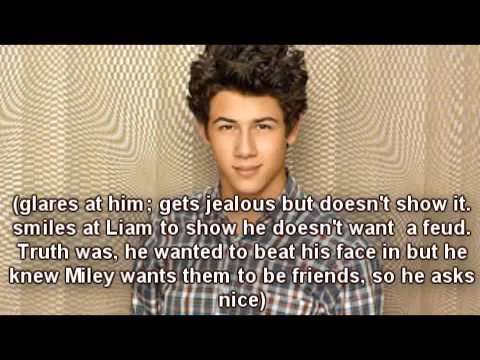 (glares at him; gets jealous but doesn't show it.
smiles at Liam to show he doesn't want a feud.
Truth was, he wanted to beat his face in but he
knew Miley wants them to be friends, so he asks
nice)